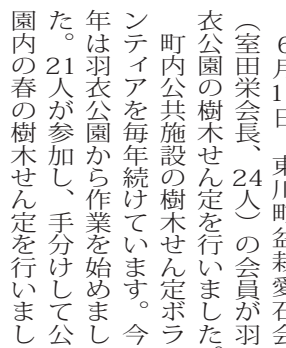 6月1日、東川町盆栽愛石会
（室田栄会長、24人）の会員が羽
衣公園の樹木せん定を行いました。
町内公共施設の樹木せん定ボラ
ンティアを毎年続けています。今
年は羽衣公園から作業を始めまし
た。21人が参加し、手分けして公
園内の春の樹木せん定を行いまし